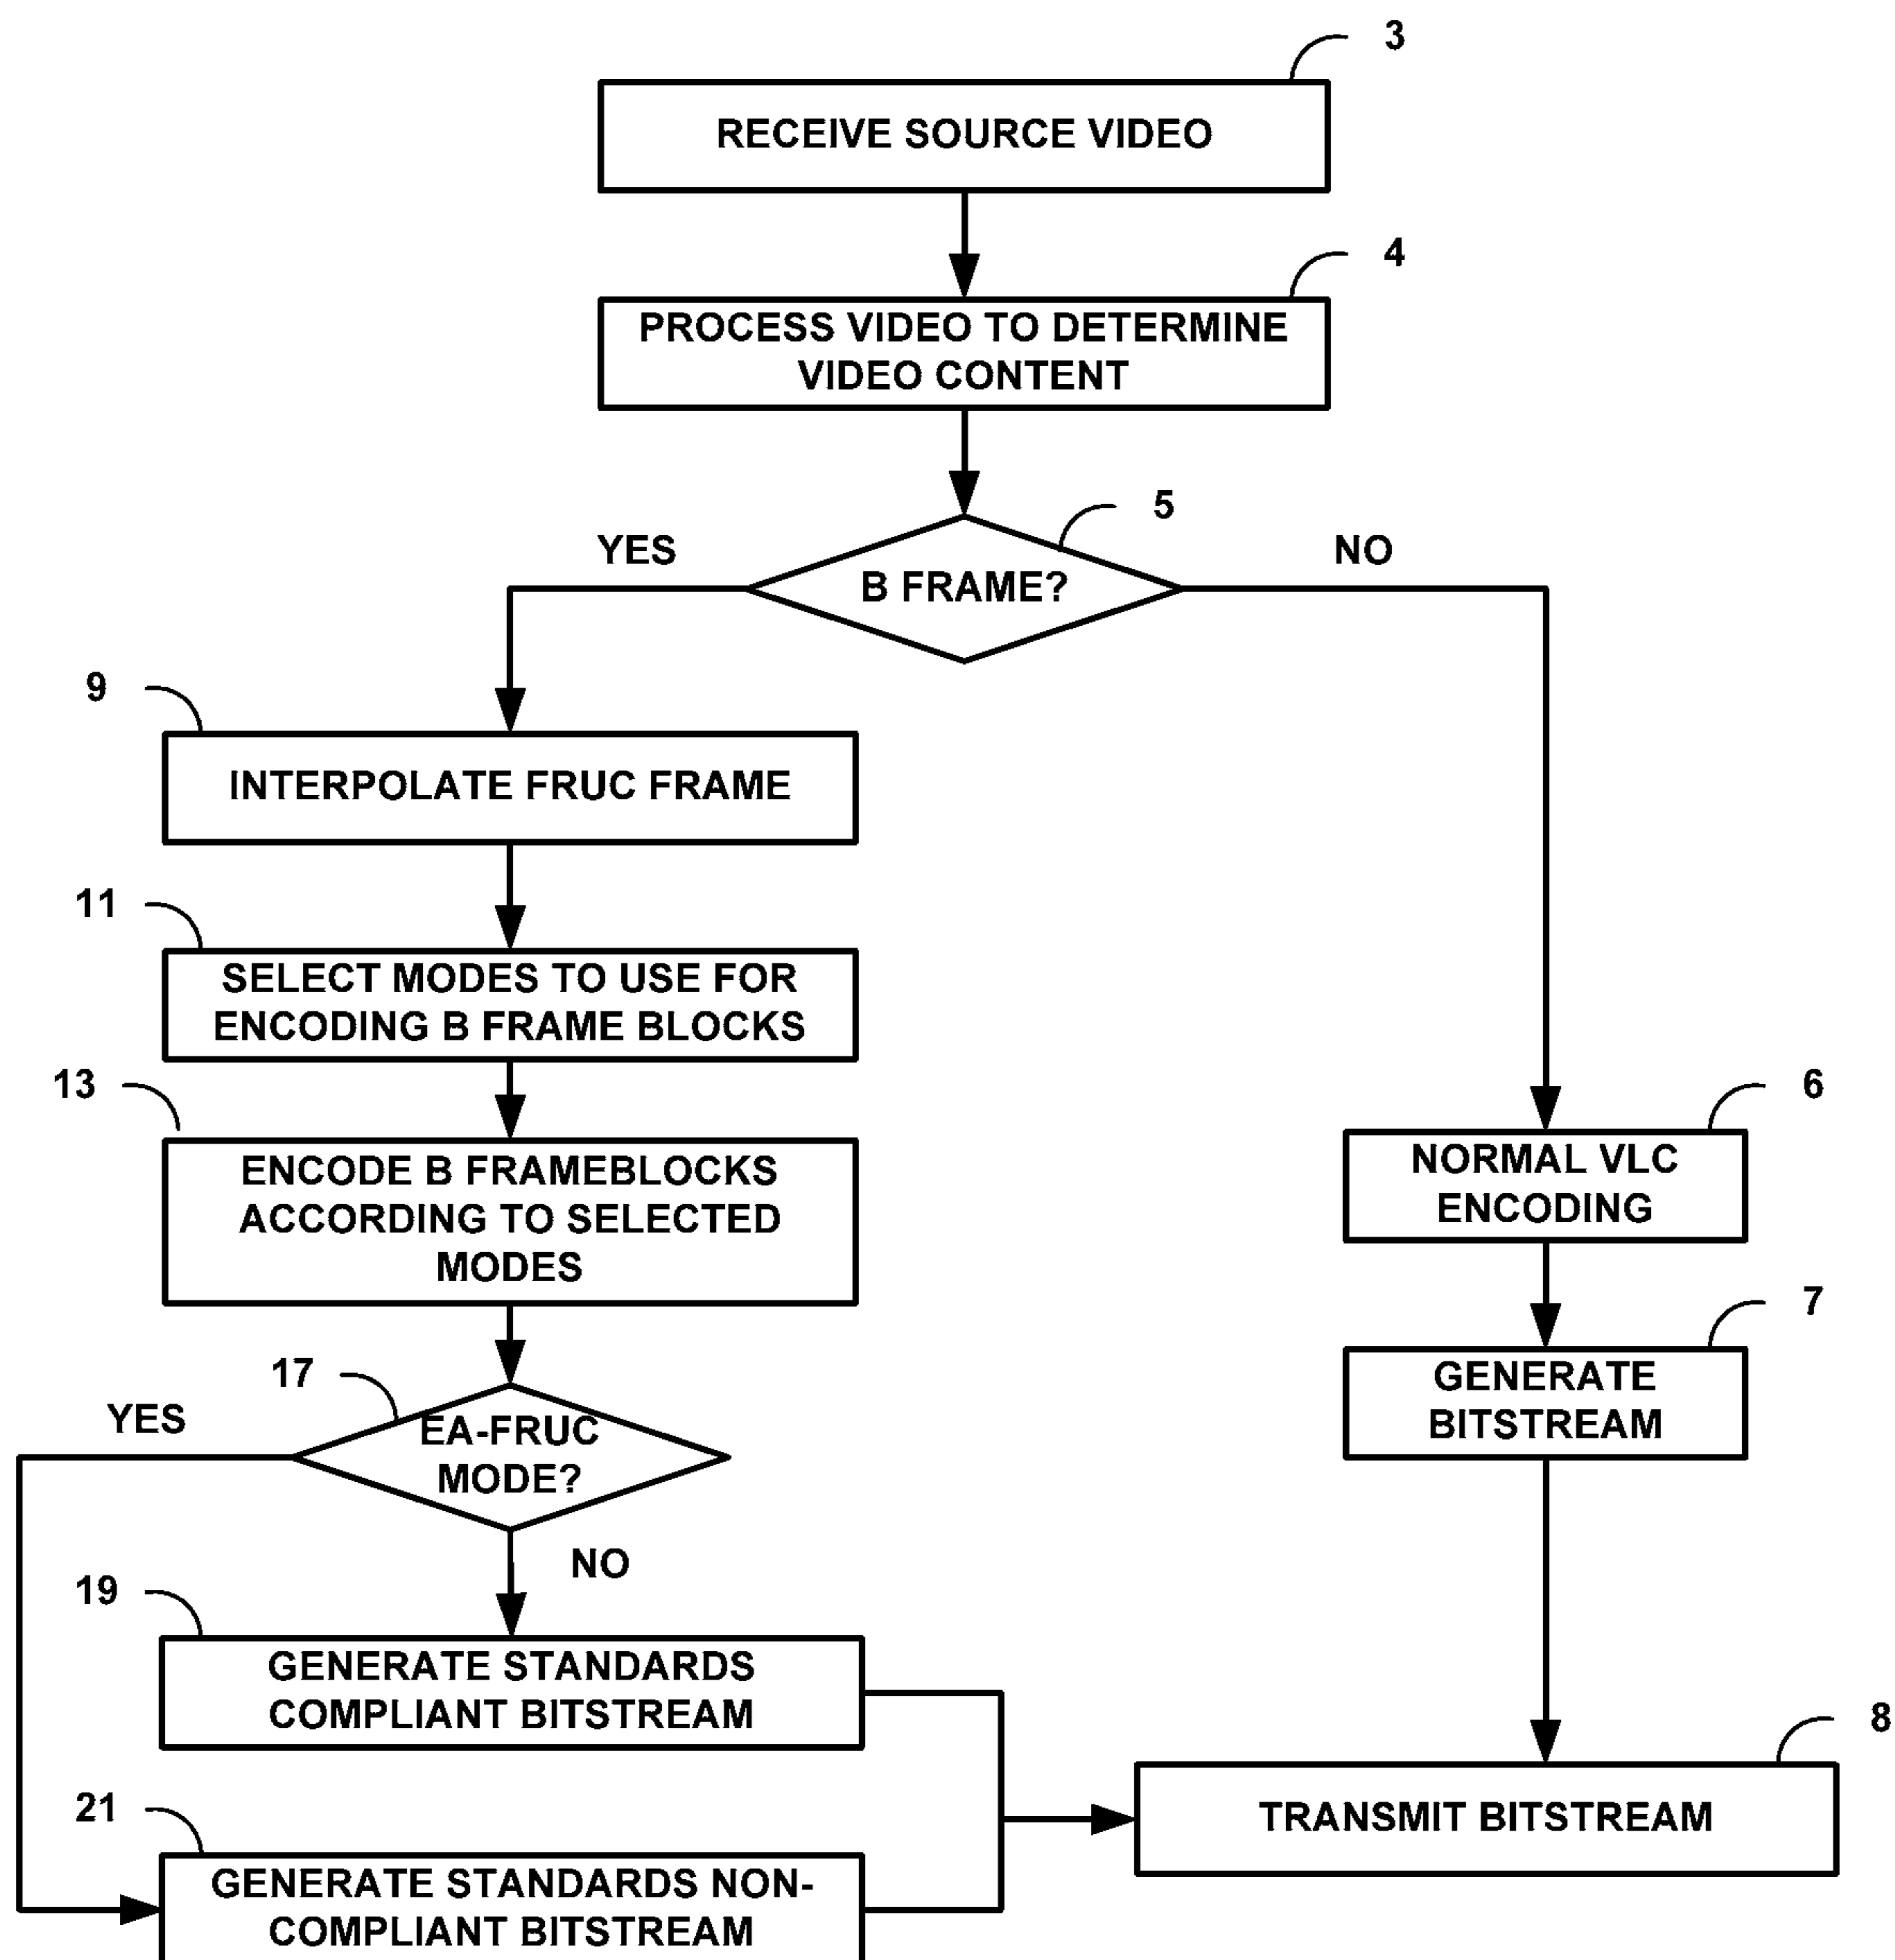 3
RECEIVE SOURCE VIDEO
4
PROCESS VIDEO TO DETERMINE
VIDEO CONTENT
5
YES
NO
B FRAME?
9
INTERPOLATE FRUC FRAME
11
SELECT MODES TO USE FOR
ENCODING B FRAME BLOCKS
13
ENCODE B FRAMEBLOCKS
ACCORDING TO SELECTED
MODES
6
NORMAL VLC
ENCODING
7
GENERATE
BITSTREAM
17
YES
EA-FRUC
MODE?
NO
19
GENERATE STANDARDS
COMPLIANT BITSTREAM
8
TRANSMIT BITSTREAM
21
GENERATE STANDARDS NON-
COMPLIANT BITSTREAM